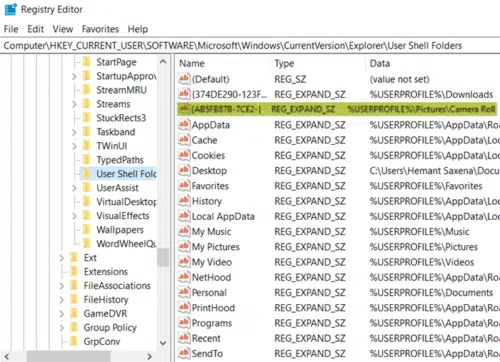 Registry Editor
File Edit View Favorites Help
Computer\HKEY_CURRENT_USER\SOFTWARE\Microsoft\Windows\CurrentVersion\Explorer\User Shell Folders
StartPage
StartupApprov
StreamMRU
Streams
StuckRects3
Taskband
TWinUI
TypedPaths
User Shell Fold
UserAssist
VirtualDesktop
VisualEffects
Wallpapers
WordWheelQu
Ext
Extensions
FileAssociations
FileHistory
GameDVR
Group Policy
GrpConv
Name Type Data
(Default) REG_SZ (value not set)
{374DE290-123F... REG_EXPAND_SZ %USERPROFILE%\Downloads
{AB5FB87B-7CE2-| REG_EXPAND_SZ %USERPROFILE%\Pictures\Camera Roll
AppData REG_EXPAND_SZ %USERPROFILE%\AppData\Roa
Cache REG_EXPAND_SZ %USERPROFILE%\AppData\Loc
Cookies REG_EXPAND_SZ %USERPROFILE%\AppData\Loc
Desktop REG_EXPAND_SZ C:\Users\Hemant Saxena\Docu
Favorites REG_EXPAND_SZ %USERPROFILE%\Favorites
History REG_EXPAND_SZ %USERPROFILE%\AppData\Loc
Local AppData REG_EXPAND_SZ %USERPROFILE%\AppData\Loc
My Music REG_EXPAND_SZ %USERPROFILE%\Music
My Pictures REG_EXPAND_SZ %USERPROFILE%\Pictures
My Video REG_EXPAND_SZ %USERPROFILE%\Videos
NetHood REG_EXPAND_SZ %USERPROFILE%\AppData\Roa
Personal REG_EXPAND_SZ %USERPROFILE%\Documents
PrintHood REG_EXPAND_SZ %USERPROFILE%\AppData\Roa
Programs REG_EXPAND_SZ %USERPROFILE%\AppData\Roa
Recent REG_EXPAND_SZ %USERPROFILE%\AppData\Roa
SendTo REG_EXPAND_SZ %USERPROFILE%\AppData\Roa